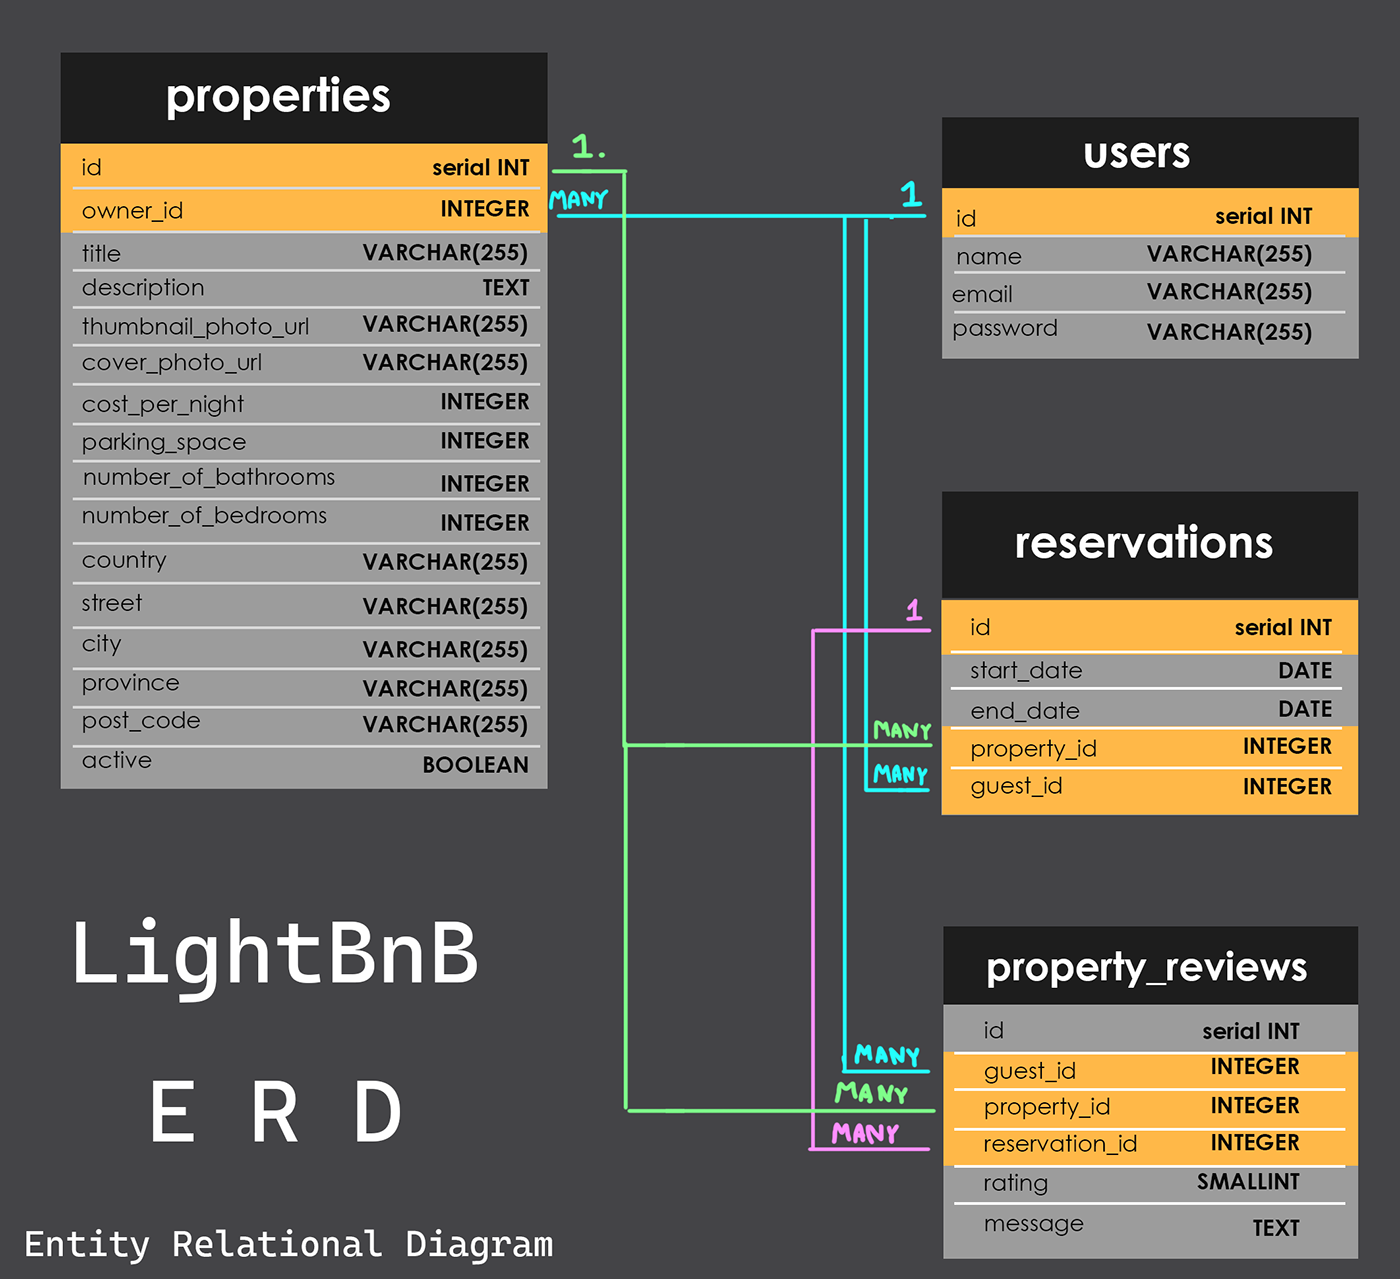 properties
id serial INT
owner_id INTEGER
title VARCHAR(255)
description TEXT
thumbnail_photo_url VARCHAR(255)
cover_photo_url VARCHAR(255)
cost_per_night INTEGER
parking_space INTEGER
number_of_bathrooms INTEGER
number_of_bedrooms INTEGER
country VARCHAR(255)
street VARCHAR(255)
city VARCHAR(255)
province VARCHAR(255)
post_code VARCHAR(255)
active BOOLEAN
1.
MANY
1
users
id serial INT
name VARCHAR(255)
email VARCHAR(255)
password VARCHAR(255)
reservations
1
id serial INT
start_date DATE
end_date DATE
MANY
property_id INTEGER
MANY
guest_id INTEGER
property_reviews
id serial INT
MANY
guest_id INTEGER
MANY
property_id INTEGER
MANY
reservation_id INTEGER
rating SMALLINT
message TEXT
LightBnB
E R D
Entity Relational Diagram